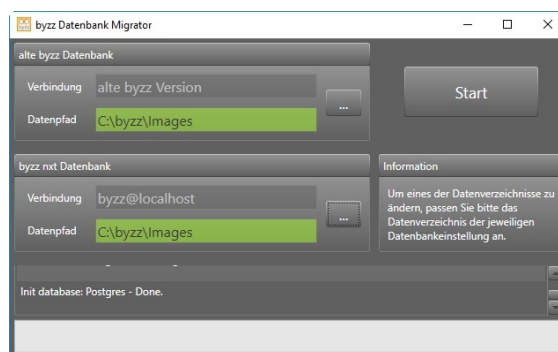 byzz Datenbank Migrator
alte byzz Datenbank
Verbindung alte byzz Version
Datenpfad C:\byzz\Images
...
Start
byzz nxt Datenbank
Verbindung byzz@localhost
Datenpfad C:\byzz\Images
...
Information
Um eines der Datenverzeichnisse zu
ändern, passen Sie bitte das
Datenverzeichnis der jeweiligen
Datenbankeinstellung an.
Init database: Postgres - Done.